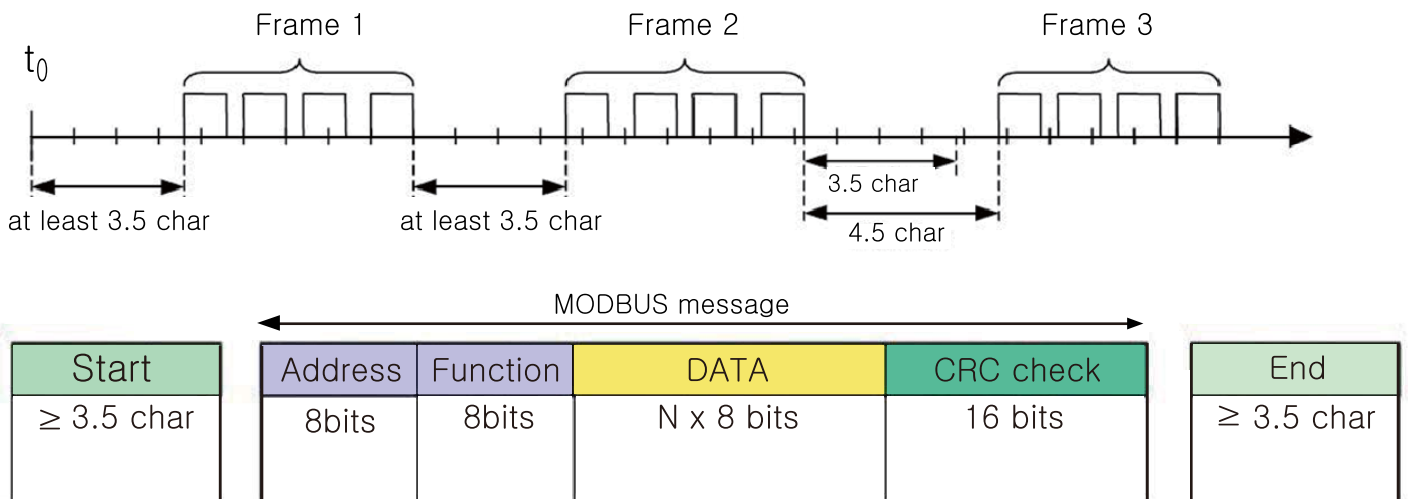 Frame 1 Frame 2 Frame 3
t0
3.5 char
at least 3.5 char at least 3.5 char
4.5 char
MODBUS message
Start Address Function DATA CRC check End
≥ 3.5 char 8bits 8bits N x 8 bits 16 bits ≥ 3.5 char